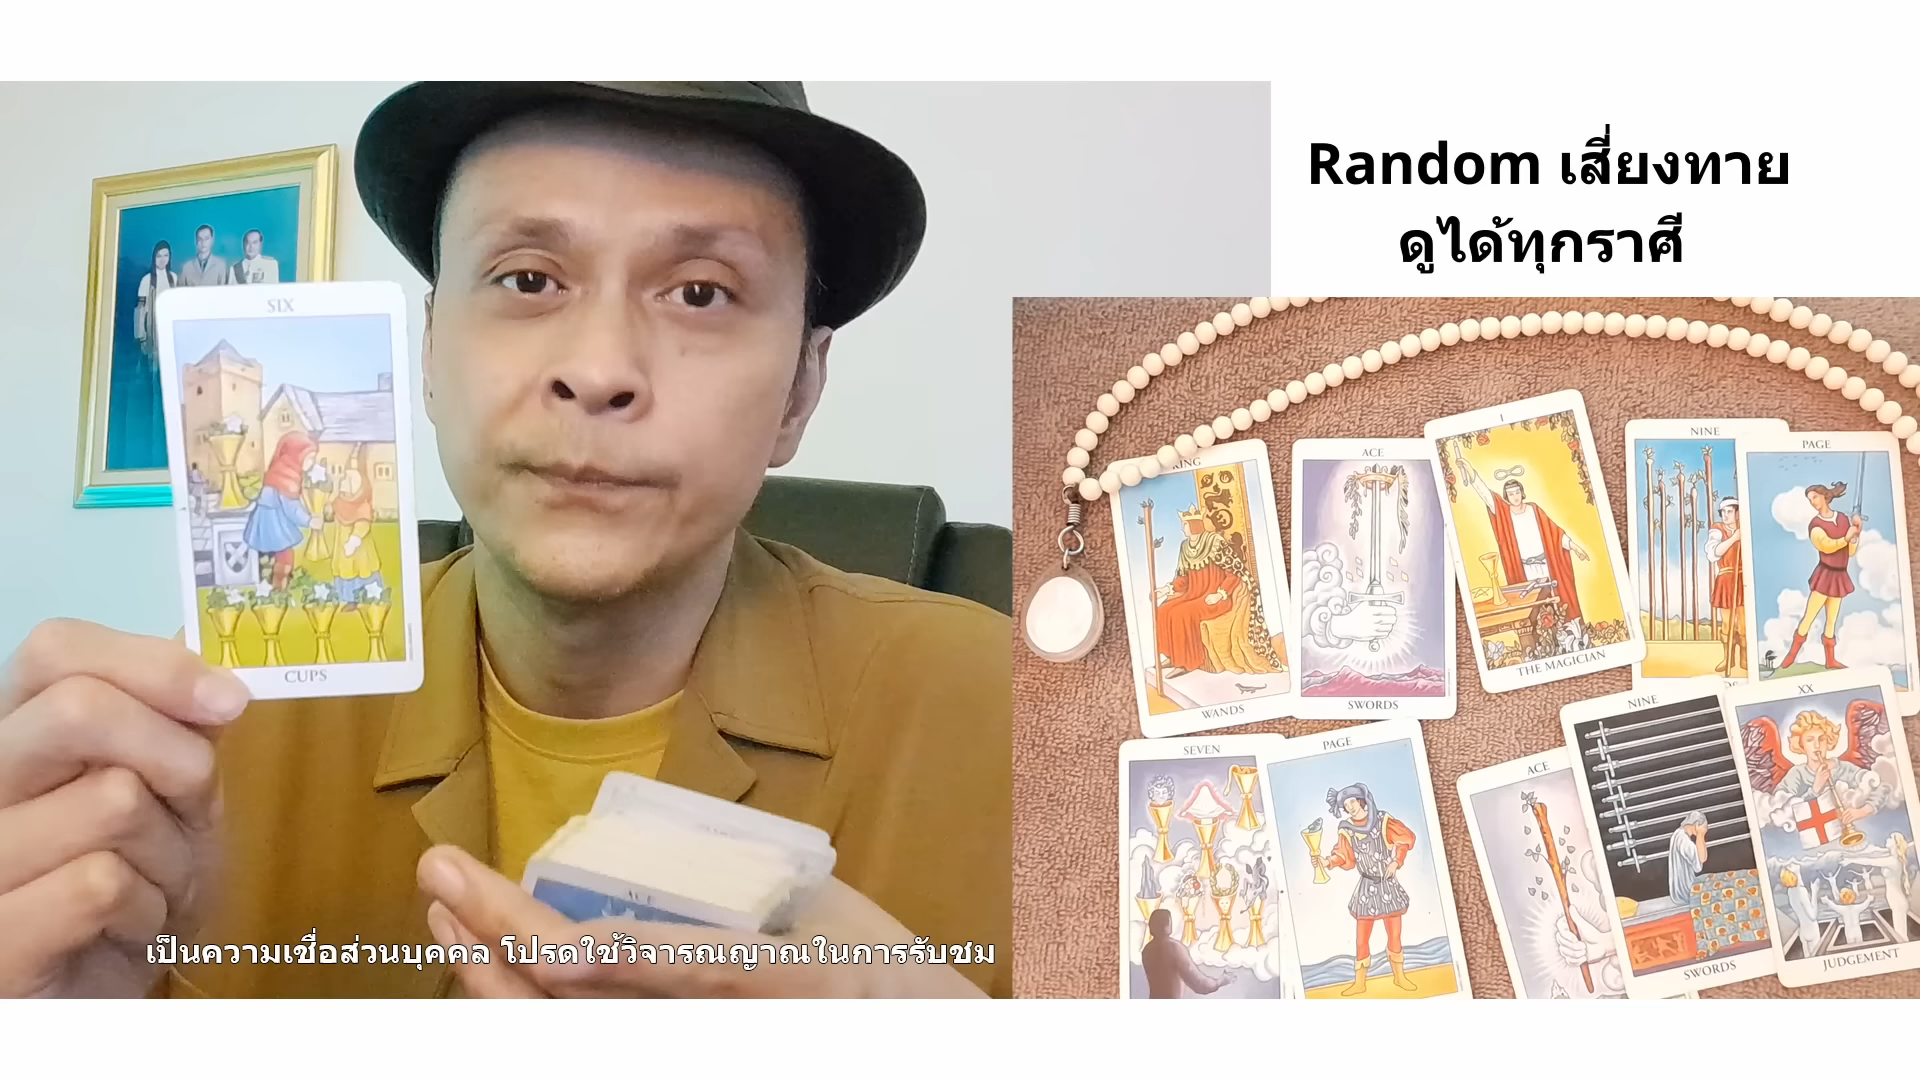 Random เสี่ยงทาย
ดูได้ทุกราศี
SIX
CUPS
KING
WANDS
ACE
SWORDS
I
THE MAGICIAN
NINE
PAGE
SEVEN
PAGE
ACE
NINE
SWORDS
XX
JUDGEMENT
เป็นความเชื่อส่วนบุคคล โปรดใช้วิจารณญาณในการรับชม